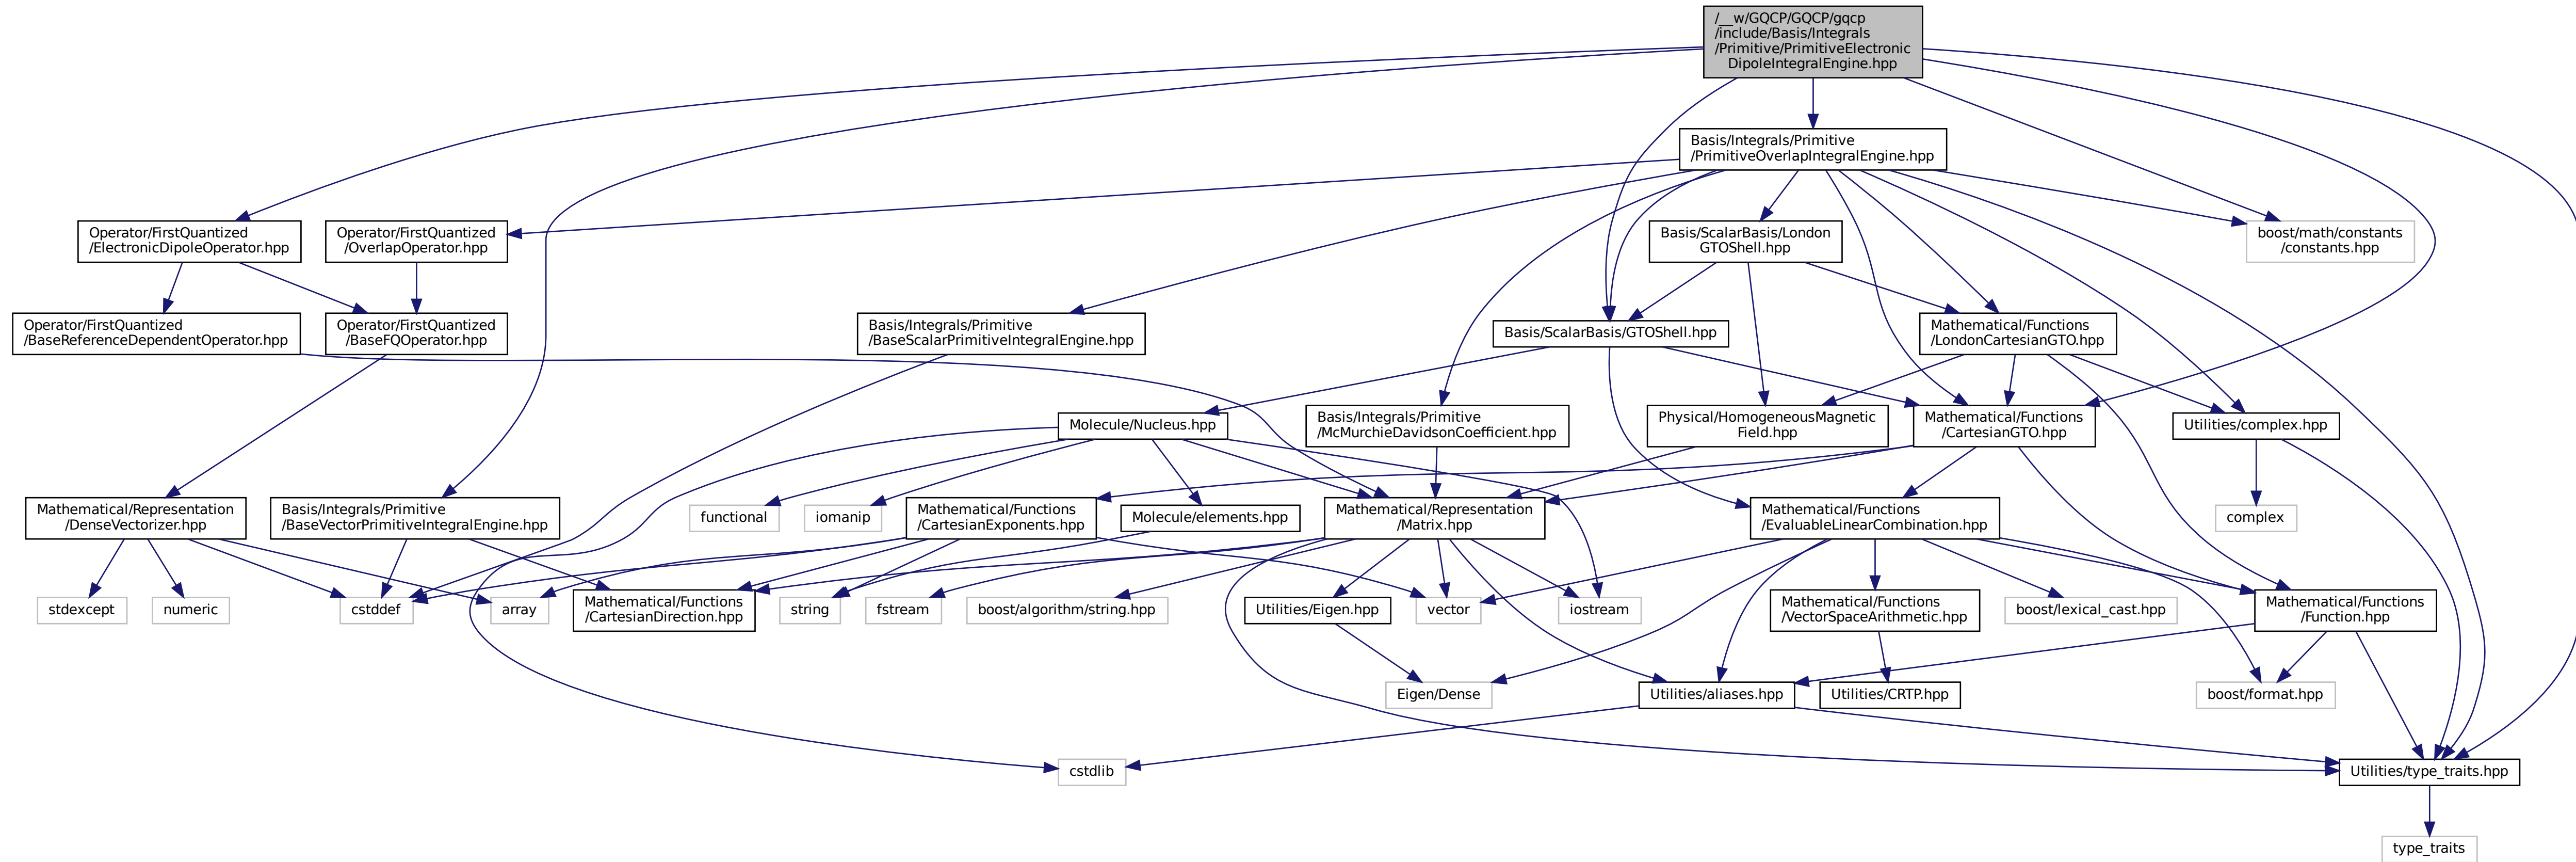 /__w/GQCP/GQCP/gqcp
/include/Basis/Integrals
/Primitive/PrimitiveElectronic
DipoleIntegralEngine.hpp
Basis/Integrals/Primitive
/PrimitiveOverlapIntegralEngine.hpp
Operator/FirstQuantized
/ElectronicDipoleOperator.hpp
Operator/FirstQuantized
/OverlapOperator.hpp
Basis/ScalarBasis/London
GTOShell.hpp
boost/math/constants
/constants.hpp
Operator/FirstQuantized
/BaseReferenceDependentOperator.hpp
Operator/FirstQuantized
/BaseFQOperator.hpp
Basis/Integrals/Primitive
/BaseScalarPrimitiveIntegralEngine.hpp
Basis/ScalarBasis/GTOShell.hpp
Mathematical/Functions
/LondonCartesianGTO.hpp
Molecule/Nucleus.hpp
Basis/Integrals/Primitive
/McMurchieDavidsonCoefficient.hpp
Physical/HomogeneousMagnetic
Field.hpp
Mathematical/Functions
/CartesianGTO.hpp
Utilities/complex.hpp
Mathematical/Representation
/DenseVectorizer.hpp
Basis/Integrals/Primitive
/BaseVectorPrimitiveIntegralEngine.hpp
functional
iomanip
Mathematical/Functions
/CartesianExponents.hpp
Molecule/elements.hpp
Mathematical/Representation
/Matrix.hpp
Mathematical/Functions
/EvaluableLinearCombination.hpp
complex
stdexcept
numeric
cstddef
array
Mathematical/Functions
/CartesianDirection.hpp
string
fstream
boost/algorithm/string.hpp
Utilities/Eigen.hpp
vector
iostream
Mathematical/Functions
/VectorSpaceArithmetic.hpp
boost/lexical_cast.hpp
Mathematical/Functions
/Function.hpp
Eigen/Dense
Utilities/aliases.hpp
Utilities/CRTP.hpp
boost/format.hpp
cstdlib
Utilities/type_traits.hpp
type_traits